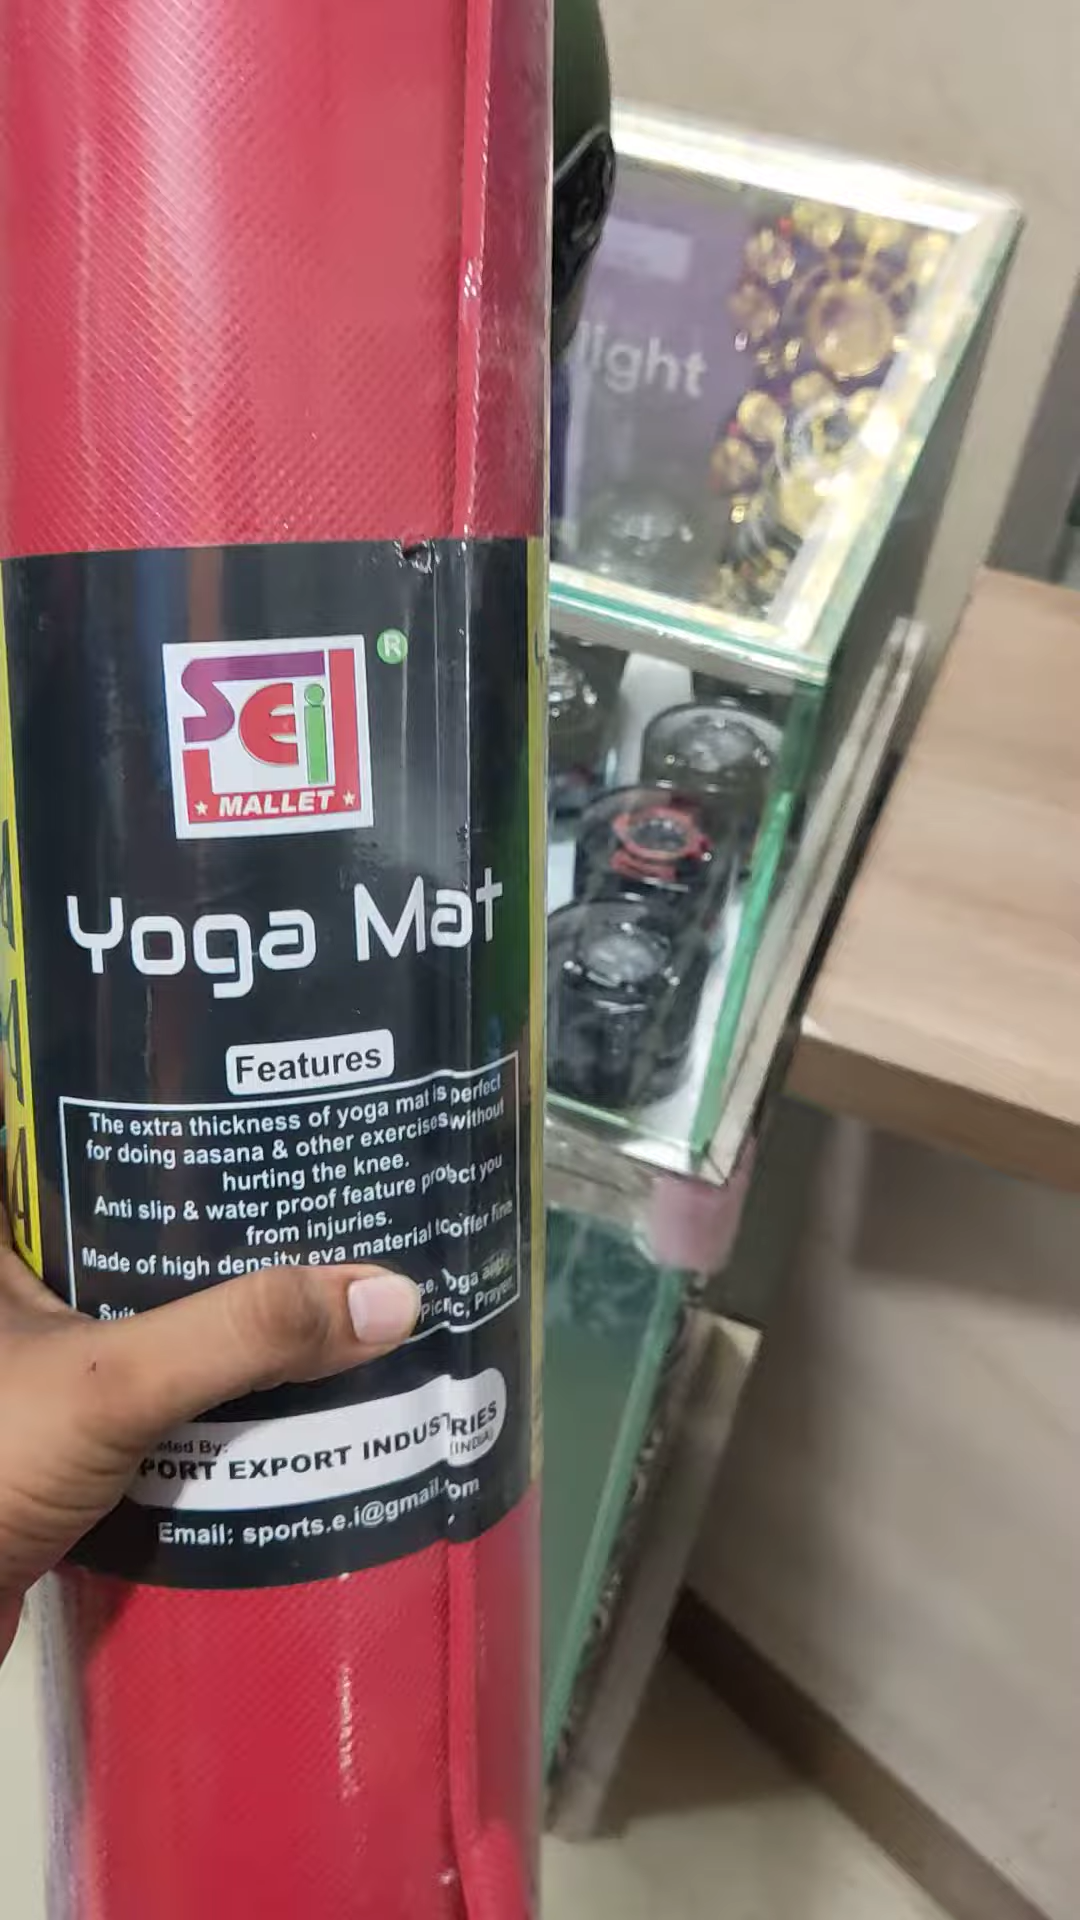 Sei
®
★ MALLET ★
Yoga Mat
Features
The extra thickness of yoga mat is perfect
for doing aasana & other exercises without
hurting the knee.
Anti slip & water proof feature protect you
from injuries.
Made of high density eva material to offer fine
Picnic, Prayer
By:
PORT EXPORT INDUSTRIES
(INDIA)
Email: sports.e.i@gmail.com
light